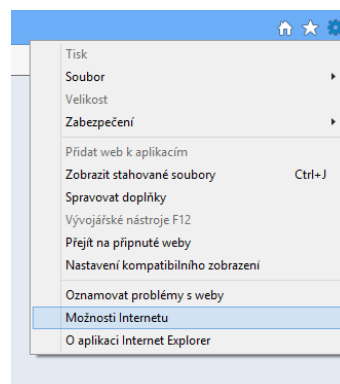 Tisk
Soubor
Velikost
Zabezpečení
Přidat web k aplikacím
Zobrazit stahované soubory Ctrl+J
Spravovat doplňky
Vývojářské nástroje F12
Přejít na připnuté weby
Nastavení kompatibilního zobrazení
Oznamovat problémy s weby
Možnosti Internetu
O aplikaci Internet Explorer